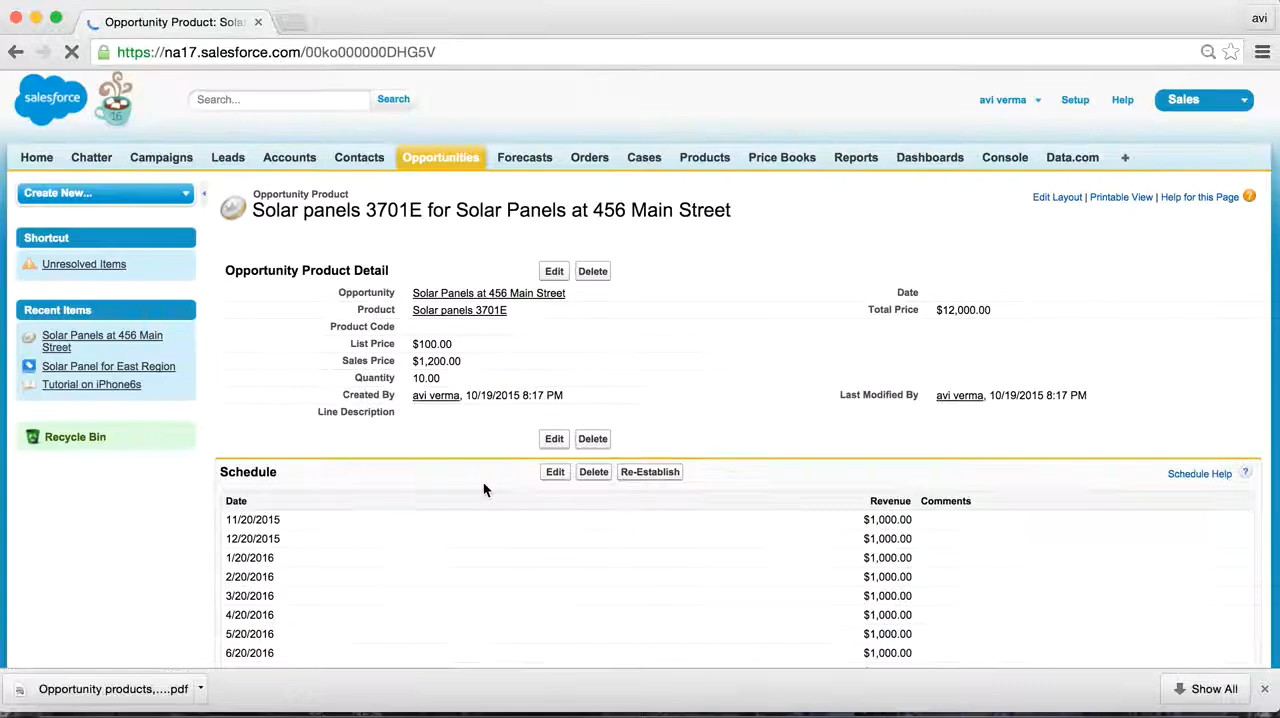 Opportunity Product: Sola
avi
https://na17.salesforce.com/00ko000000DHG5V
salesforce
16
Search...
Search
avi verma
Setup
Help
Sales
Home
Chatter
Campaigns
Leads
Accounts
Contacts
Opportunities
Forecasts
Orders
Cases
Products
Price Books
Reports
Dashboards
Console
Data.com
+
Create New...
Shortcut
Unresolved Items
Recent Items
Solar Panels at 456 Main
Street
Solar Panel for East Region
Tutorial on iPhone6s
Recycle Bin
Opportunity Product
Solar panels 3701E for Solar Panels at 456 Main Street
Edit Layout | Printable View | Help for this Page ?
Opportunity Product Detail
Edit
Delete
Opportunity Solar Panels at 456 Main Street
Date
Product Solar panels 3701E
Total Price $12,000.00
Product Code
List Price $100.00
Sales Price $1,200.00
Quantity 10.00
Created By avi verma, 10/19/2015 8:17 PM
Last Modified By avi verma, 10/19/2015 8:17 PM
Line Description
Edit
Delete
Schedule
Edit
Delete
Re-Establish
Schedule Help ?
Date Revenue Comments
11/20/2015 $1,000.00
12/20/2015 $1,000.00
1/20/2016 $1,000.00
2/20/2016 $1,000.00
3/20/2016 $1,000.00
4/20/2016 $1,000.00
5/20/2016 $1,000.00
6/20/2016 $1,000.00
Opportunity products,....pdf
Show All